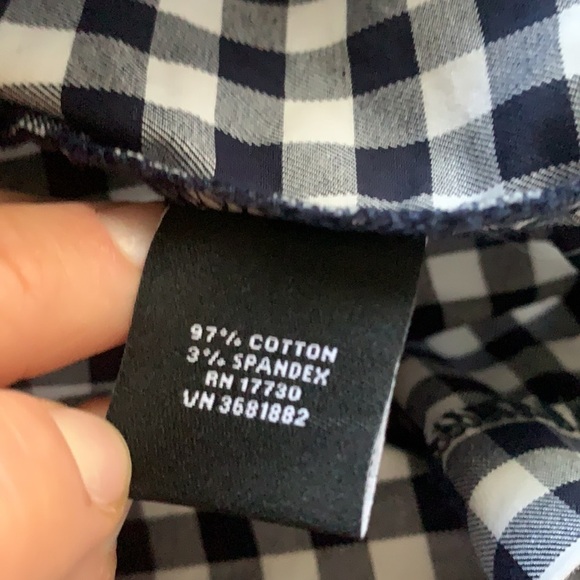 97% COTTON
3% SPANDEX
RN 17730
VN 3681882